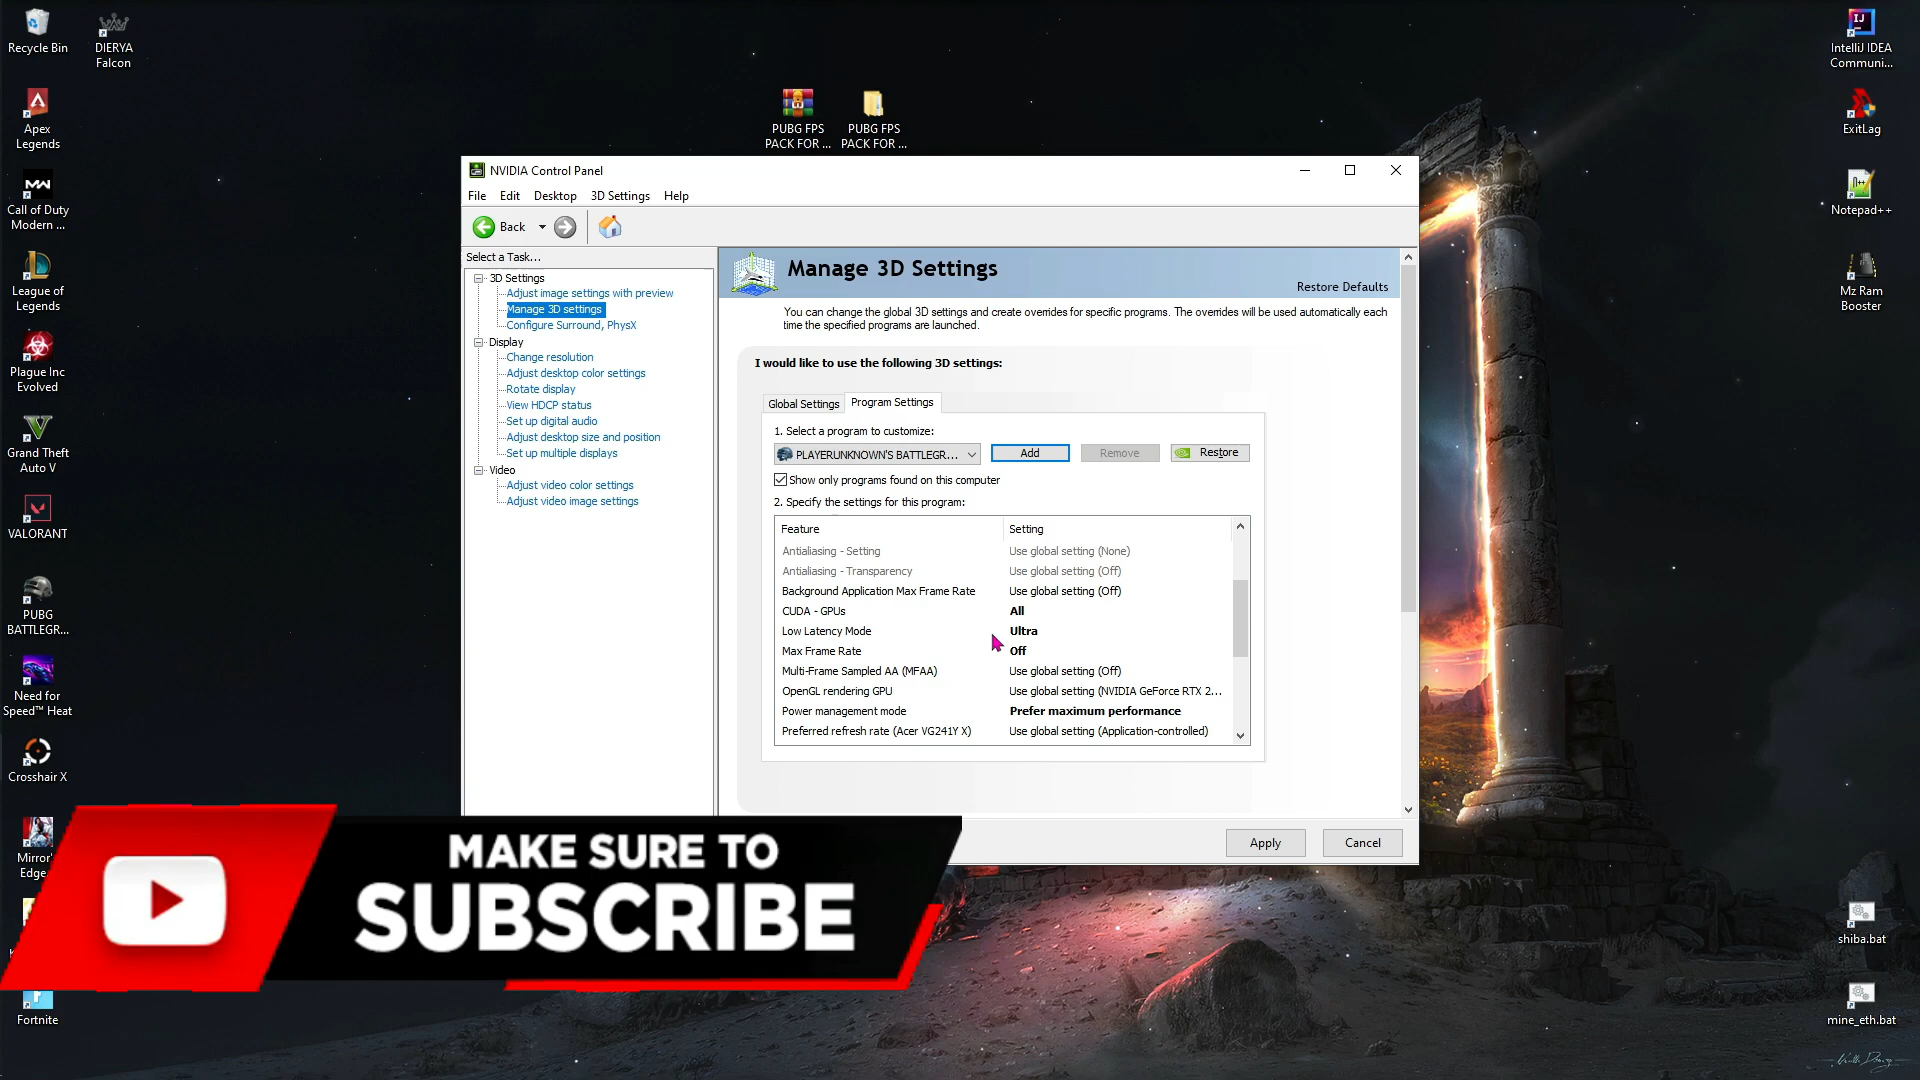 Recycle Bin
DIERYA
Falcon
Apex
Legends
Call of Duty
Modern ...
League of
Legends
Plague Inc
Evolved
Grand Theft
Auto V
VALORANT
PUBG
BATTLEGR...
Need for
Speed™ Heat
Crosshair X
Mirror'
Edge
Fortnite
PUBG FPS
PACK FOR ...
PUBG FPS
PACK FOR ...
IntelliJ IDEA
Communi...
ExitLag
Notepad++
Mz Ram
Booster
shiba.bat
mine_eth.bat
NVIDIA Control Panel
File Edit Desktop 3D Settings Help
Back
Select a Task...
3D Settings
Adjust image settings with preview
Manage 3D settings
Configure Surround, PhysX
Display
Change resolution
Adjust desktop color settings
Rotate display
View HDCP status
Set up digital audio
Adjust desktop size and position
Set up multiple displays
Video
Adjust video color settings
Adjust video image settings
Manage 3D Settings
Restore Defaults
You can change the global 3D settings and create overrides for specific programs. The overrides will be used automatically each
time the specified programs are launched.
I would like to use the following 3D settings:
Global Settings Program Settings
1. Select a program to customize:
PLAYERUNKNOWN'S BATTLEGR... Add Remove Restore
Show only programs found on this computer
2. Specify the settings for this program:
Feature Setting
Antialiasing - Setting Use global setting (None)
Antialiasing - Transparency Use global setting (Off)
Background Application Max Frame Rate Use global setting (Off)
CUDA - GPUs All
Low Latency Mode Ultra
Max Frame Rate Off
Multi-Frame Sampled AA (MFAA) Use global setting (Off)
OpenGL rendering GPU Use global setting (NVIDIA GeForce RTX 2...
Power management mode Prefer maximum performance
Preferred refresh rate (Acer VG241Y X) Use global setting (Application-controlled)
Apply Cancel
MAKE SURE TO
SUBSCRIBE